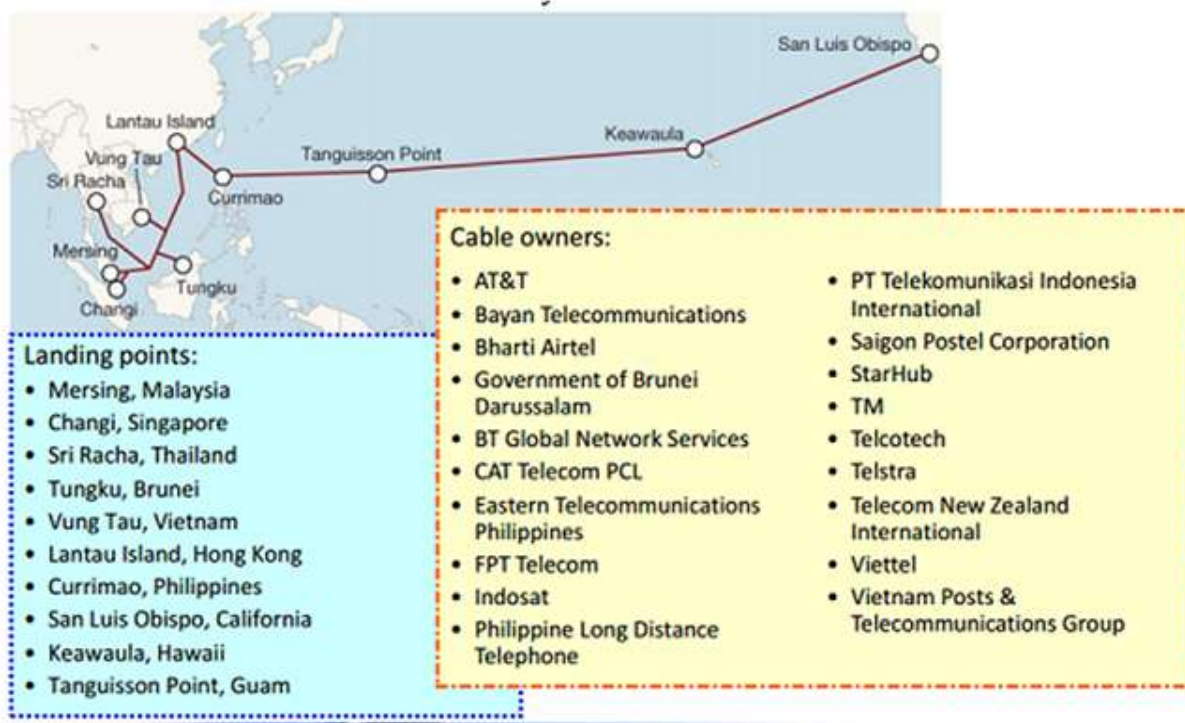 San Luis Obispo
Lantau Island
Keawaula
Vung Tau
Tanguisson Point
Sri Racha
Currimao
Mersing
Tungku
Changi
Landing points:
• Mersing, Malaysia
• Changi, Singapore
• Sri Racha, Thailand
• Tungku, Brunei
• Vung Tau, Vietnam
• Lantau Island, Hong Kong
• Currimao, Philippines
• San Luis Obispo, California
• Keawaula, Hawaii
• Tanguisson Point, Guam
Cable owners:
• AT&T
• Bayan Telecommunications
• Bharti Airtel
• Government of Brunei
Darussalam
• BT Global Network Services
• CAT Telecom PCL
• Eastern Telecommunications
Philippines
• FPT Telecom
• Indosat
• Philippine Long Distance
Telephone
• PT Telekomunikasi Indonesia
International
• Saigon Postel Corporation
• StarHub
• TM
• Telcotech
• Telstra
• Telecom New Zealand
International
• Viettel
• Vietnam Posts &
Telecommunications Group